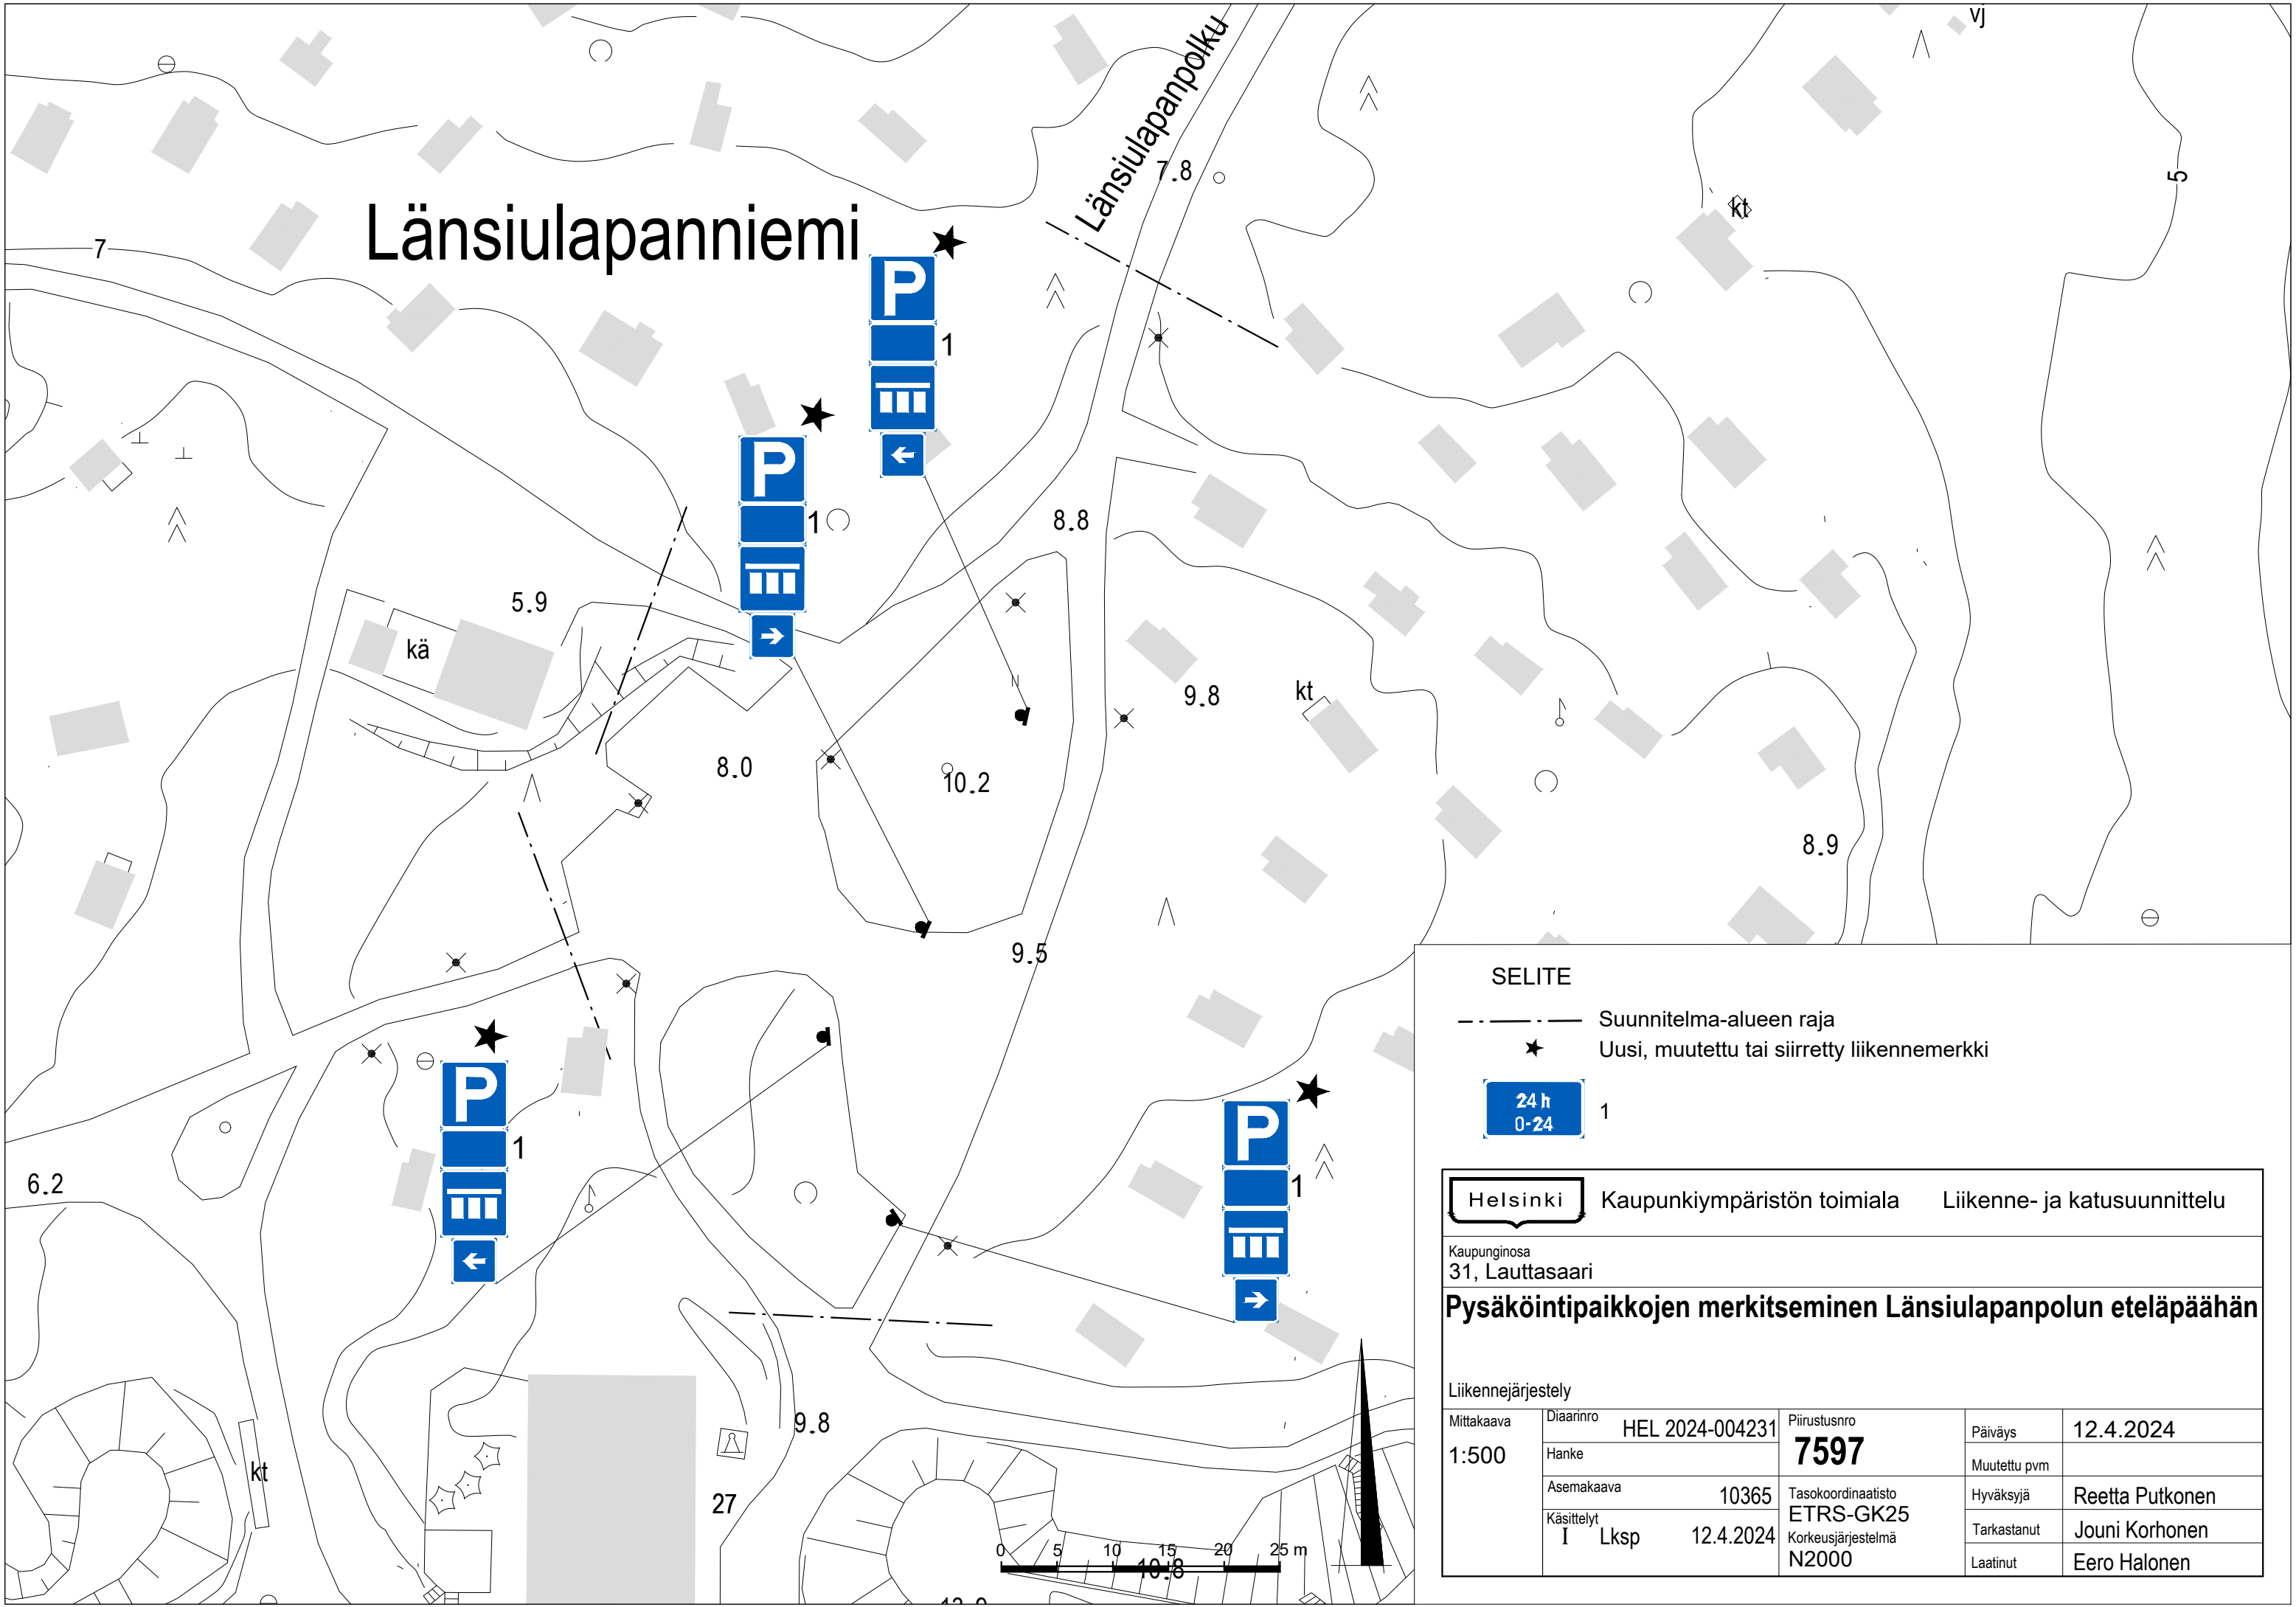 vj
Länsiulapanpolku
7.8
5
kt
Länsiulapanniemi
7
P
1
P
1
8.8
5.9
kä
9.8
kt
8.0
10.2
8.9
9.5
P
1
P
1
6.2
9.8
kt
27
0 5 10 15 20 25 m
10.8
SELITE
Suunnitelma-alueen raja
Uusi, muutettu tai siirretty liikennemerkki
24 h
0-24
1
Helsinki
Kaupunkiympäristön toimiala Liikenne- ja katusuunnittelu
Kaupunginosa
31, Lauttasaari
Pysäköintipaikkojen merkitseminen Länsiulapanpolun eteläpäähän
Liikennejärjestely
Mittakaava
1:500
Diaarinro
HEL 2024-004231
Hanke
Asemakaava
10365
Käsittelyt
I Lksp 12.4.2024
Piirustusnro
7597
Tasokoordinaatisto
ETRS-GK25
Korkeusjärjestelmä
N2000
Päiväys 12.4.2024
Muutettu pvm
Hyväksyjä Reetta Putkonen
Tarkastanut Jouni Korhonen
Laatinut Eero Halonen